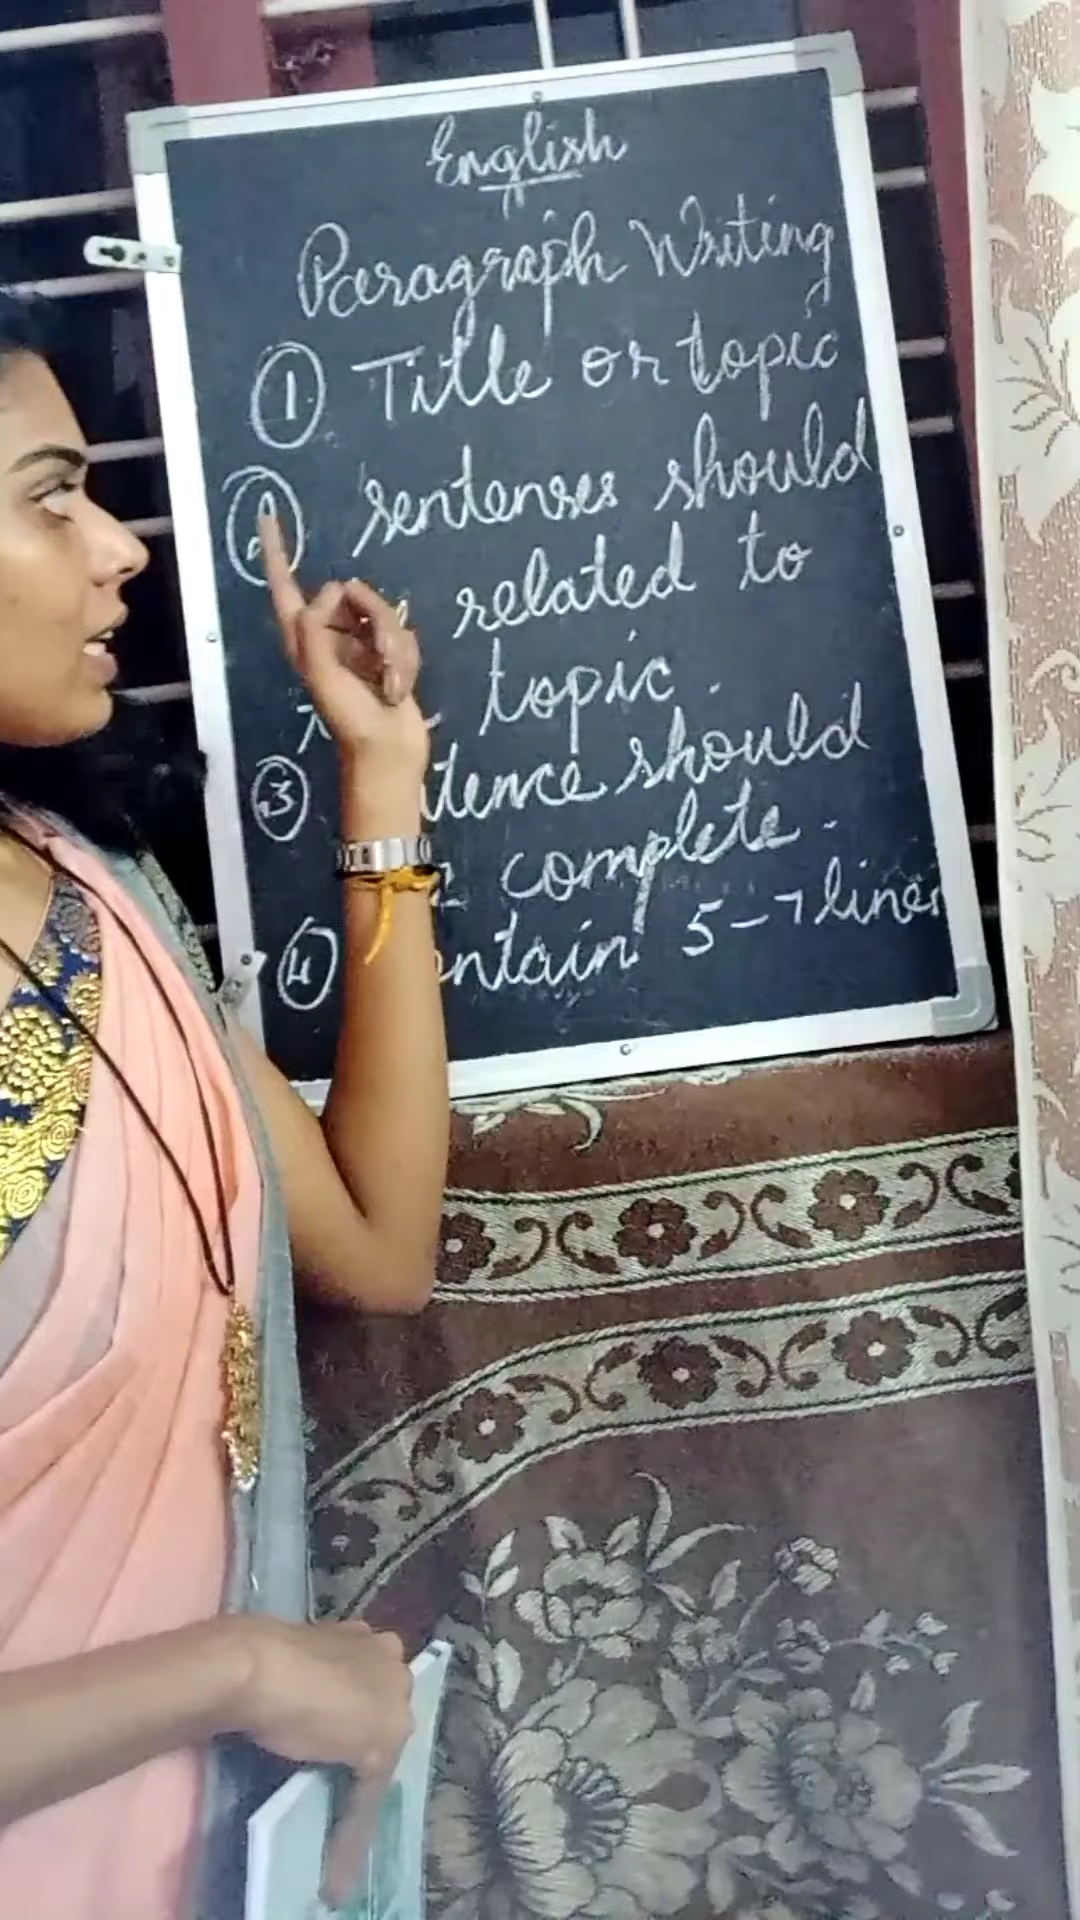 English
Paragraph Writing
1 Title or topic
2 sentenses should
related to
topic.
3 tence should
complete.
4 ontain 5-7 lines